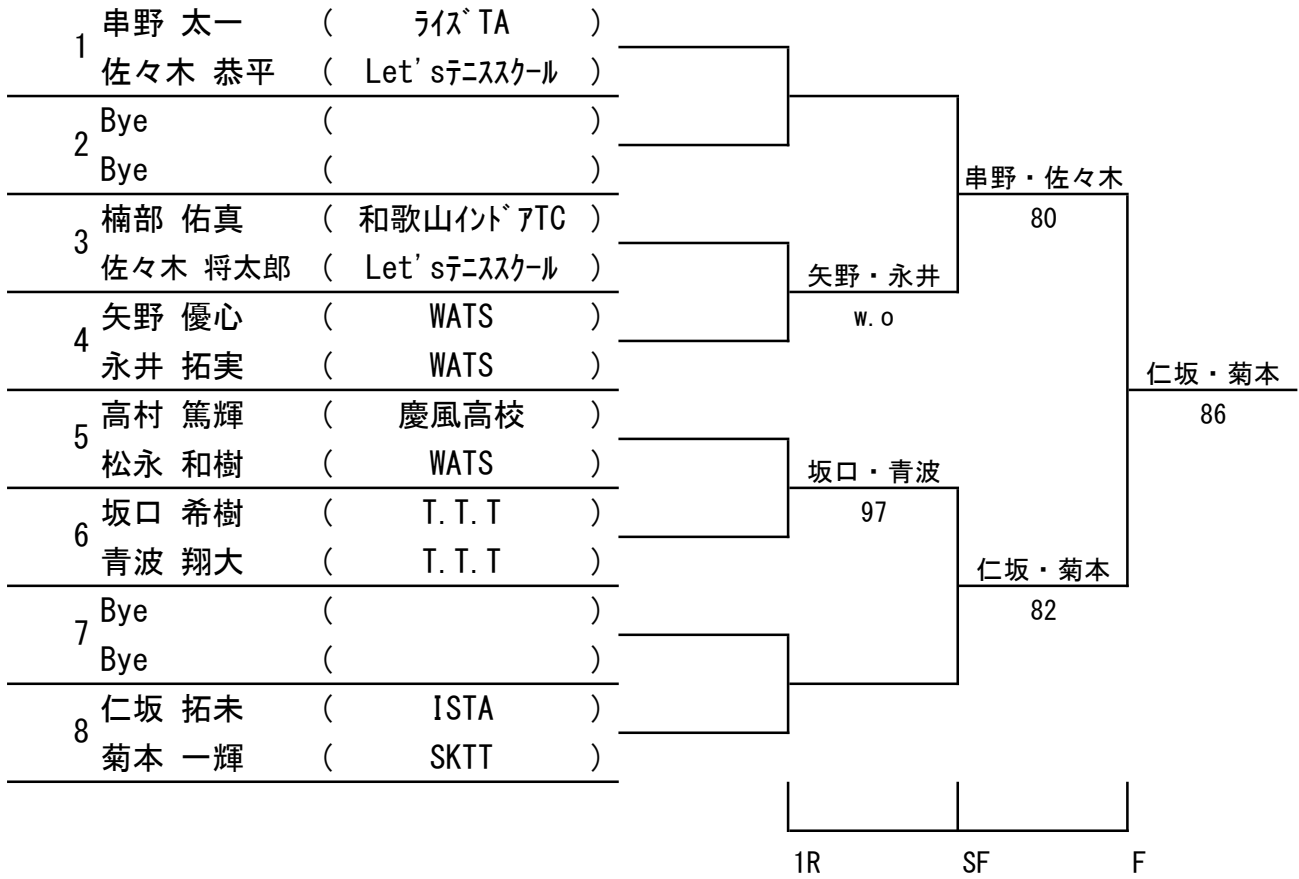 1
串野 太一 ( ﾗｲｽﾞTA )
佐々木 恭平 ( Let'sﾃﾆｽｽｸｰﾙ )
2
Bye ( )
Bye ( )
3
楠部 佑真 ( 和歌山ｲﾝﾄﾞｱTC )
佐々木 将太郎 ( Let'sﾃﾆｽｽｸｰﾙ )
4
矢野 優心 ( WATS )
永井 拓実 ( WATS )
5
高村 篤輝 ( 慶風高校 )
松永 和樹 ( WATS )
6
坂口 希樹 ( T.T.T )
青波 翔大 ( T.T.T )
7
Bye ( )
Bye ( )
8
仁坂 拓未 ( ISTA )
菊本 一輝 ( SKTT )
矢野・永井
w.o
坂口・青波
97
串野・佐々木
80
仁坂・菊本
82
仁坂・菊本
86
1R SF F